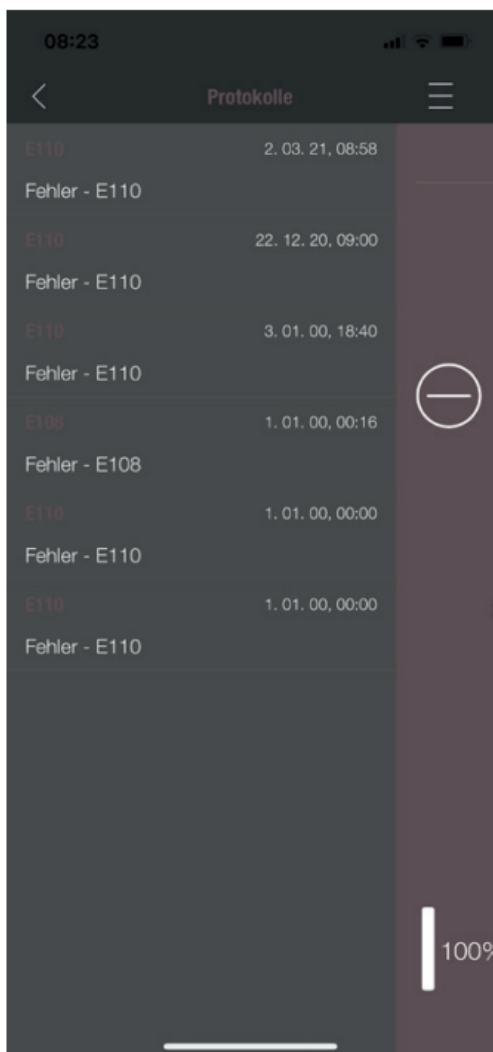 08:23
Protokolle
E110 2. 03. 21, 08:58
Fehler - E110
E110 22. 12. 20, 09:00
Fehler - E110
E110 3. 01. 00, 18:40
Fehler - E110
E108 1. 01. 00, 00:16
Fehler - E108
E110 1. 01. 00, 00:00
Fehler - E110
E110 1. 01. 00, 00:00
Fehler - E110
100%